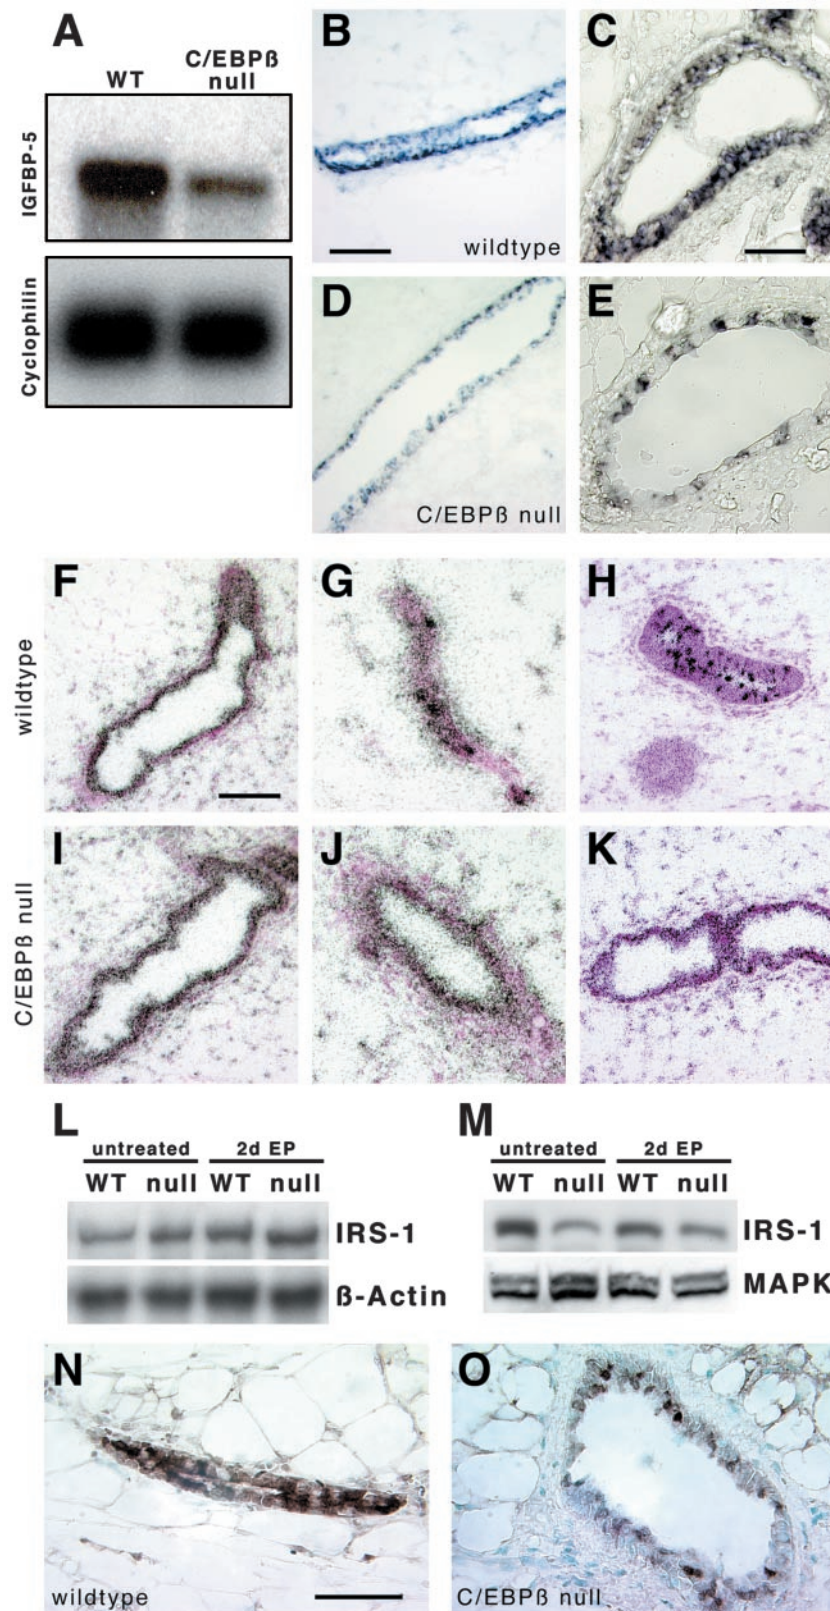 A
WT
C/EBPß
null
IGFBP-5
Cyclophilin
B
wildtype
C
D
C/EBPß null
E
wildtype
F
G
H
C/EBPß null
I
J
K
L
untreated 2d EP
WT null WT null
IRS-1
ß-Actin
M
untreated 2d EP
WT null WT null
IRS-1
MAPK
N
wildtype
O
C/EBPß null